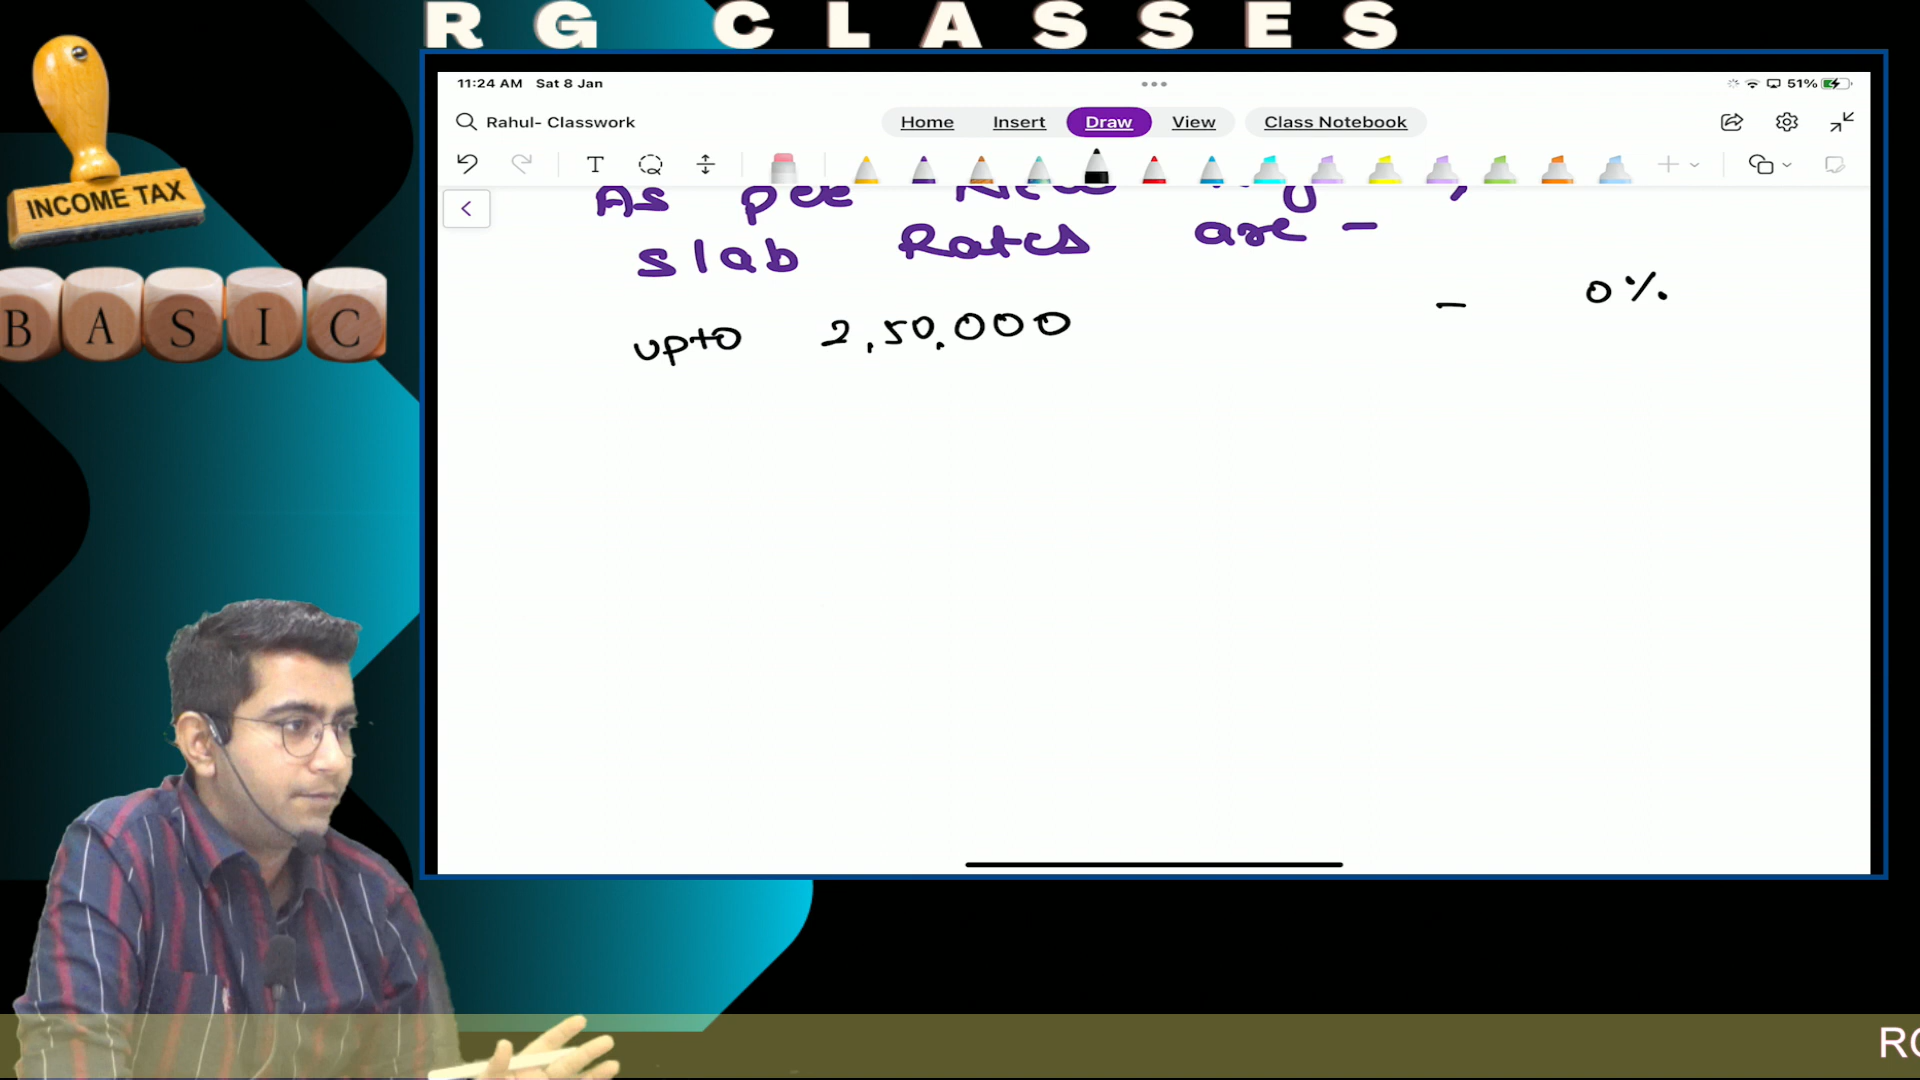 RG CLASSES
11:24 AM Sat 8 Jan
51%
Rahul- Classwork
Home Insert Draw View Class Notebook
T
INCOME TAX
BASIC
As per New
slab Rates are -
upto 2,50,000 - 0%